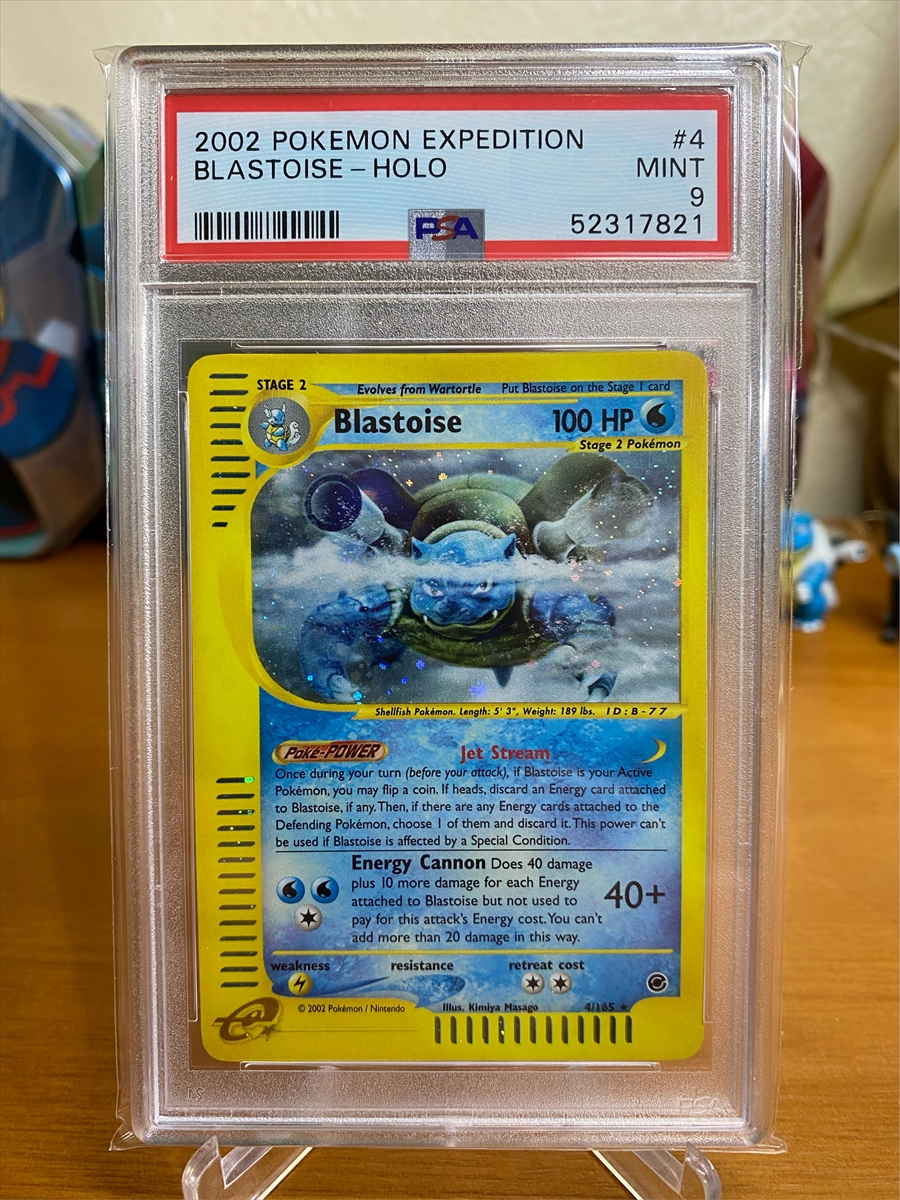 2002 POKEMON EXPEDITION #4
BLASTOISE – HOLO MINT
9
PSA 52317821
STAGE 2 Evolves from Wartortle Put Blastoise on the Stage 1 card
Blastoise 100 HP
Stage 2 Pokémon
Shellfish Pokémon. Length: 5' 3", Weight: 189 lbs. ID: B-77
Poké-POWER Jet Stream
Once during your turn (before your attack), if Blastoise is your Active
Pokémon, you may flip a coin. If heads, discard an Energy card attached
to Blastoise, if any. Then, if there are any Energy cards attached to the
Defending Pokémon, choose 1 of them and discard it. This power can't
be used if Blastoise is affected by a Special Condition.
Energy Cannon Does 40 damage
plus 10 more damage for each Energy
attached to Blastoise but not used to
pay for this attack's Energy cost. You can't
add more than 20 damage in this way.
40+
weakness resistance retreat cost
e © 2002 Pokémon / Nintendo Illus. Kimiya Masago 4/165 ★
PSA